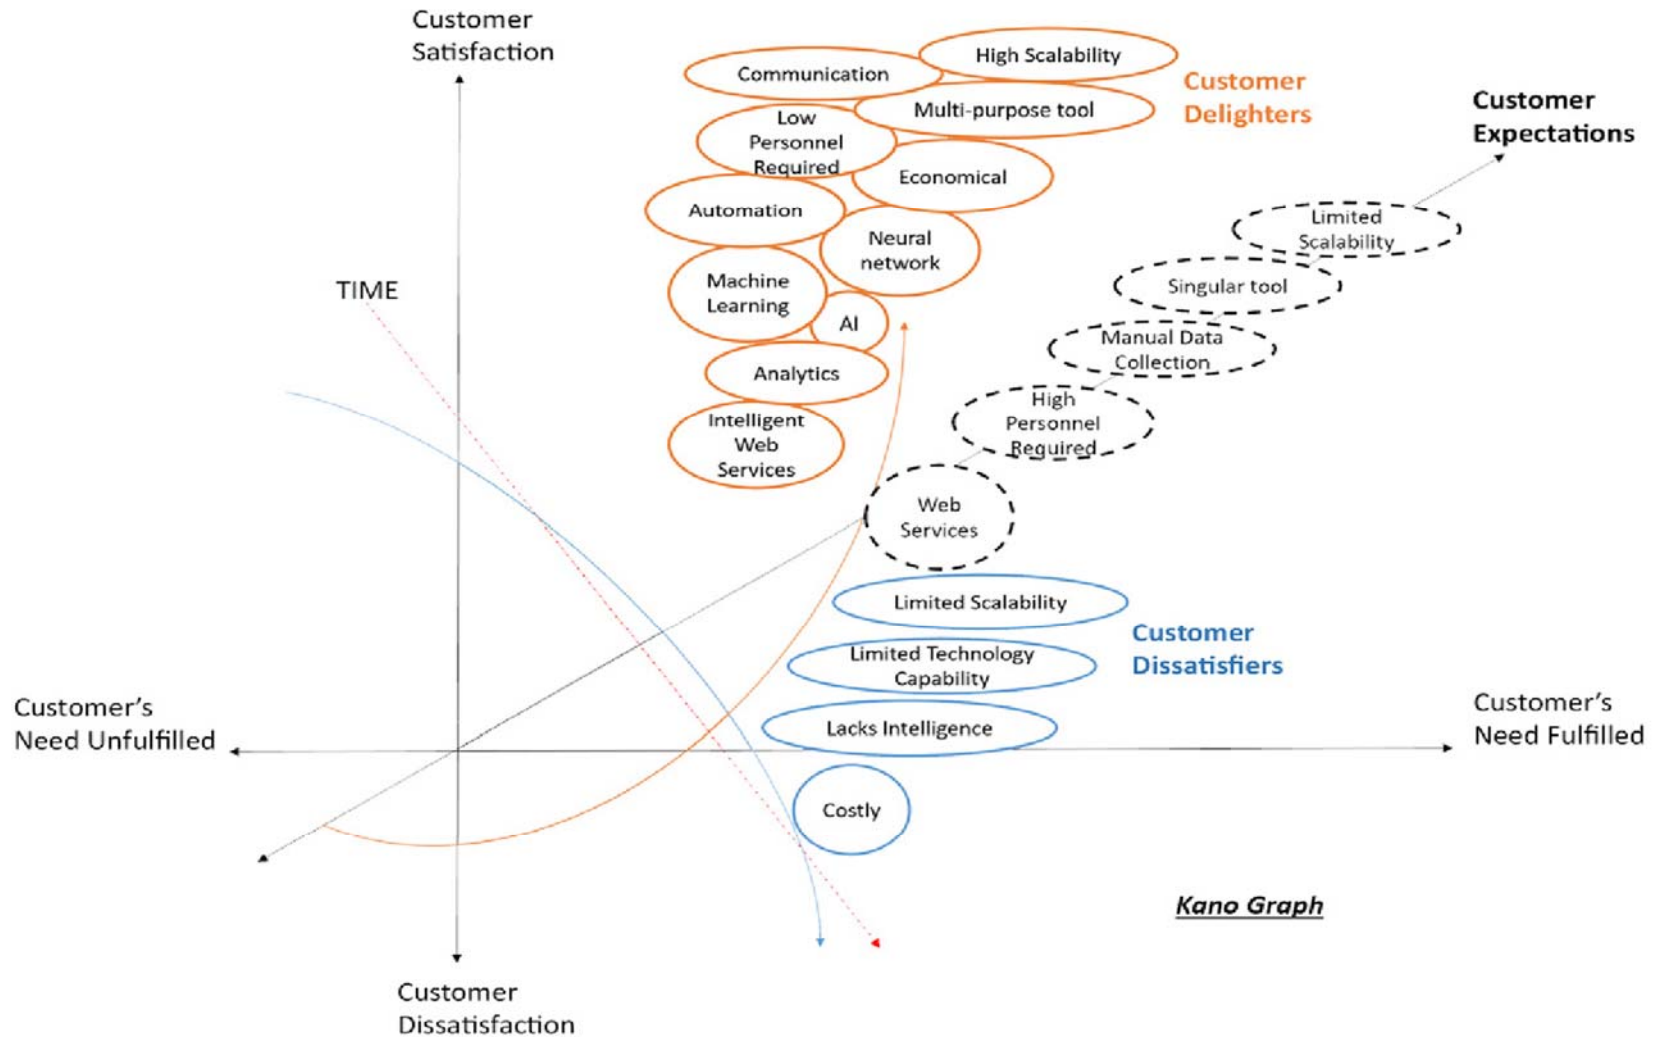 Customer
Satisfaction
High Scalability
Communication
Customer
Delighters
Multi-purpose tool
Low
Personnel
Required
Customer
Expectations
Economical
Automation
Limited
Scalability
Neural
network
Machine
Learning
Singular tool
TIME
AI
Manual Data
Collection
Analytics
High
Personnel
Required
Intelligent
Web
Services
Web
Services
Limited Scalability
Customer
Dissatisfiers
Limited Technology
Capability
Customer's
Need Unfulfilled
Lacks Intelligence
Customer's
Need Fulfilled
Costly
Kano Graph
Customer
Dissatisfaction